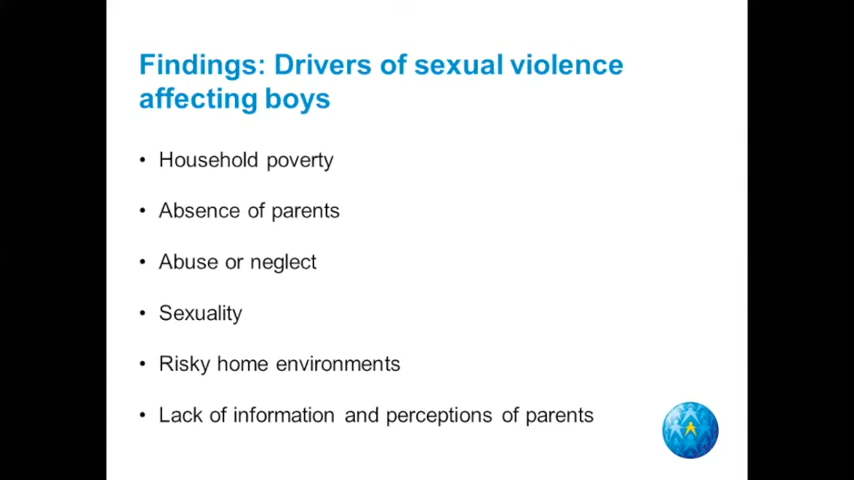 Findings: Drivers of sexual violence
affecting boys
• Household poverty
• Absence of parents
• Abuse or neglect
• Sexuality
• Risky home environments
• Lack of information and perceptions of parents